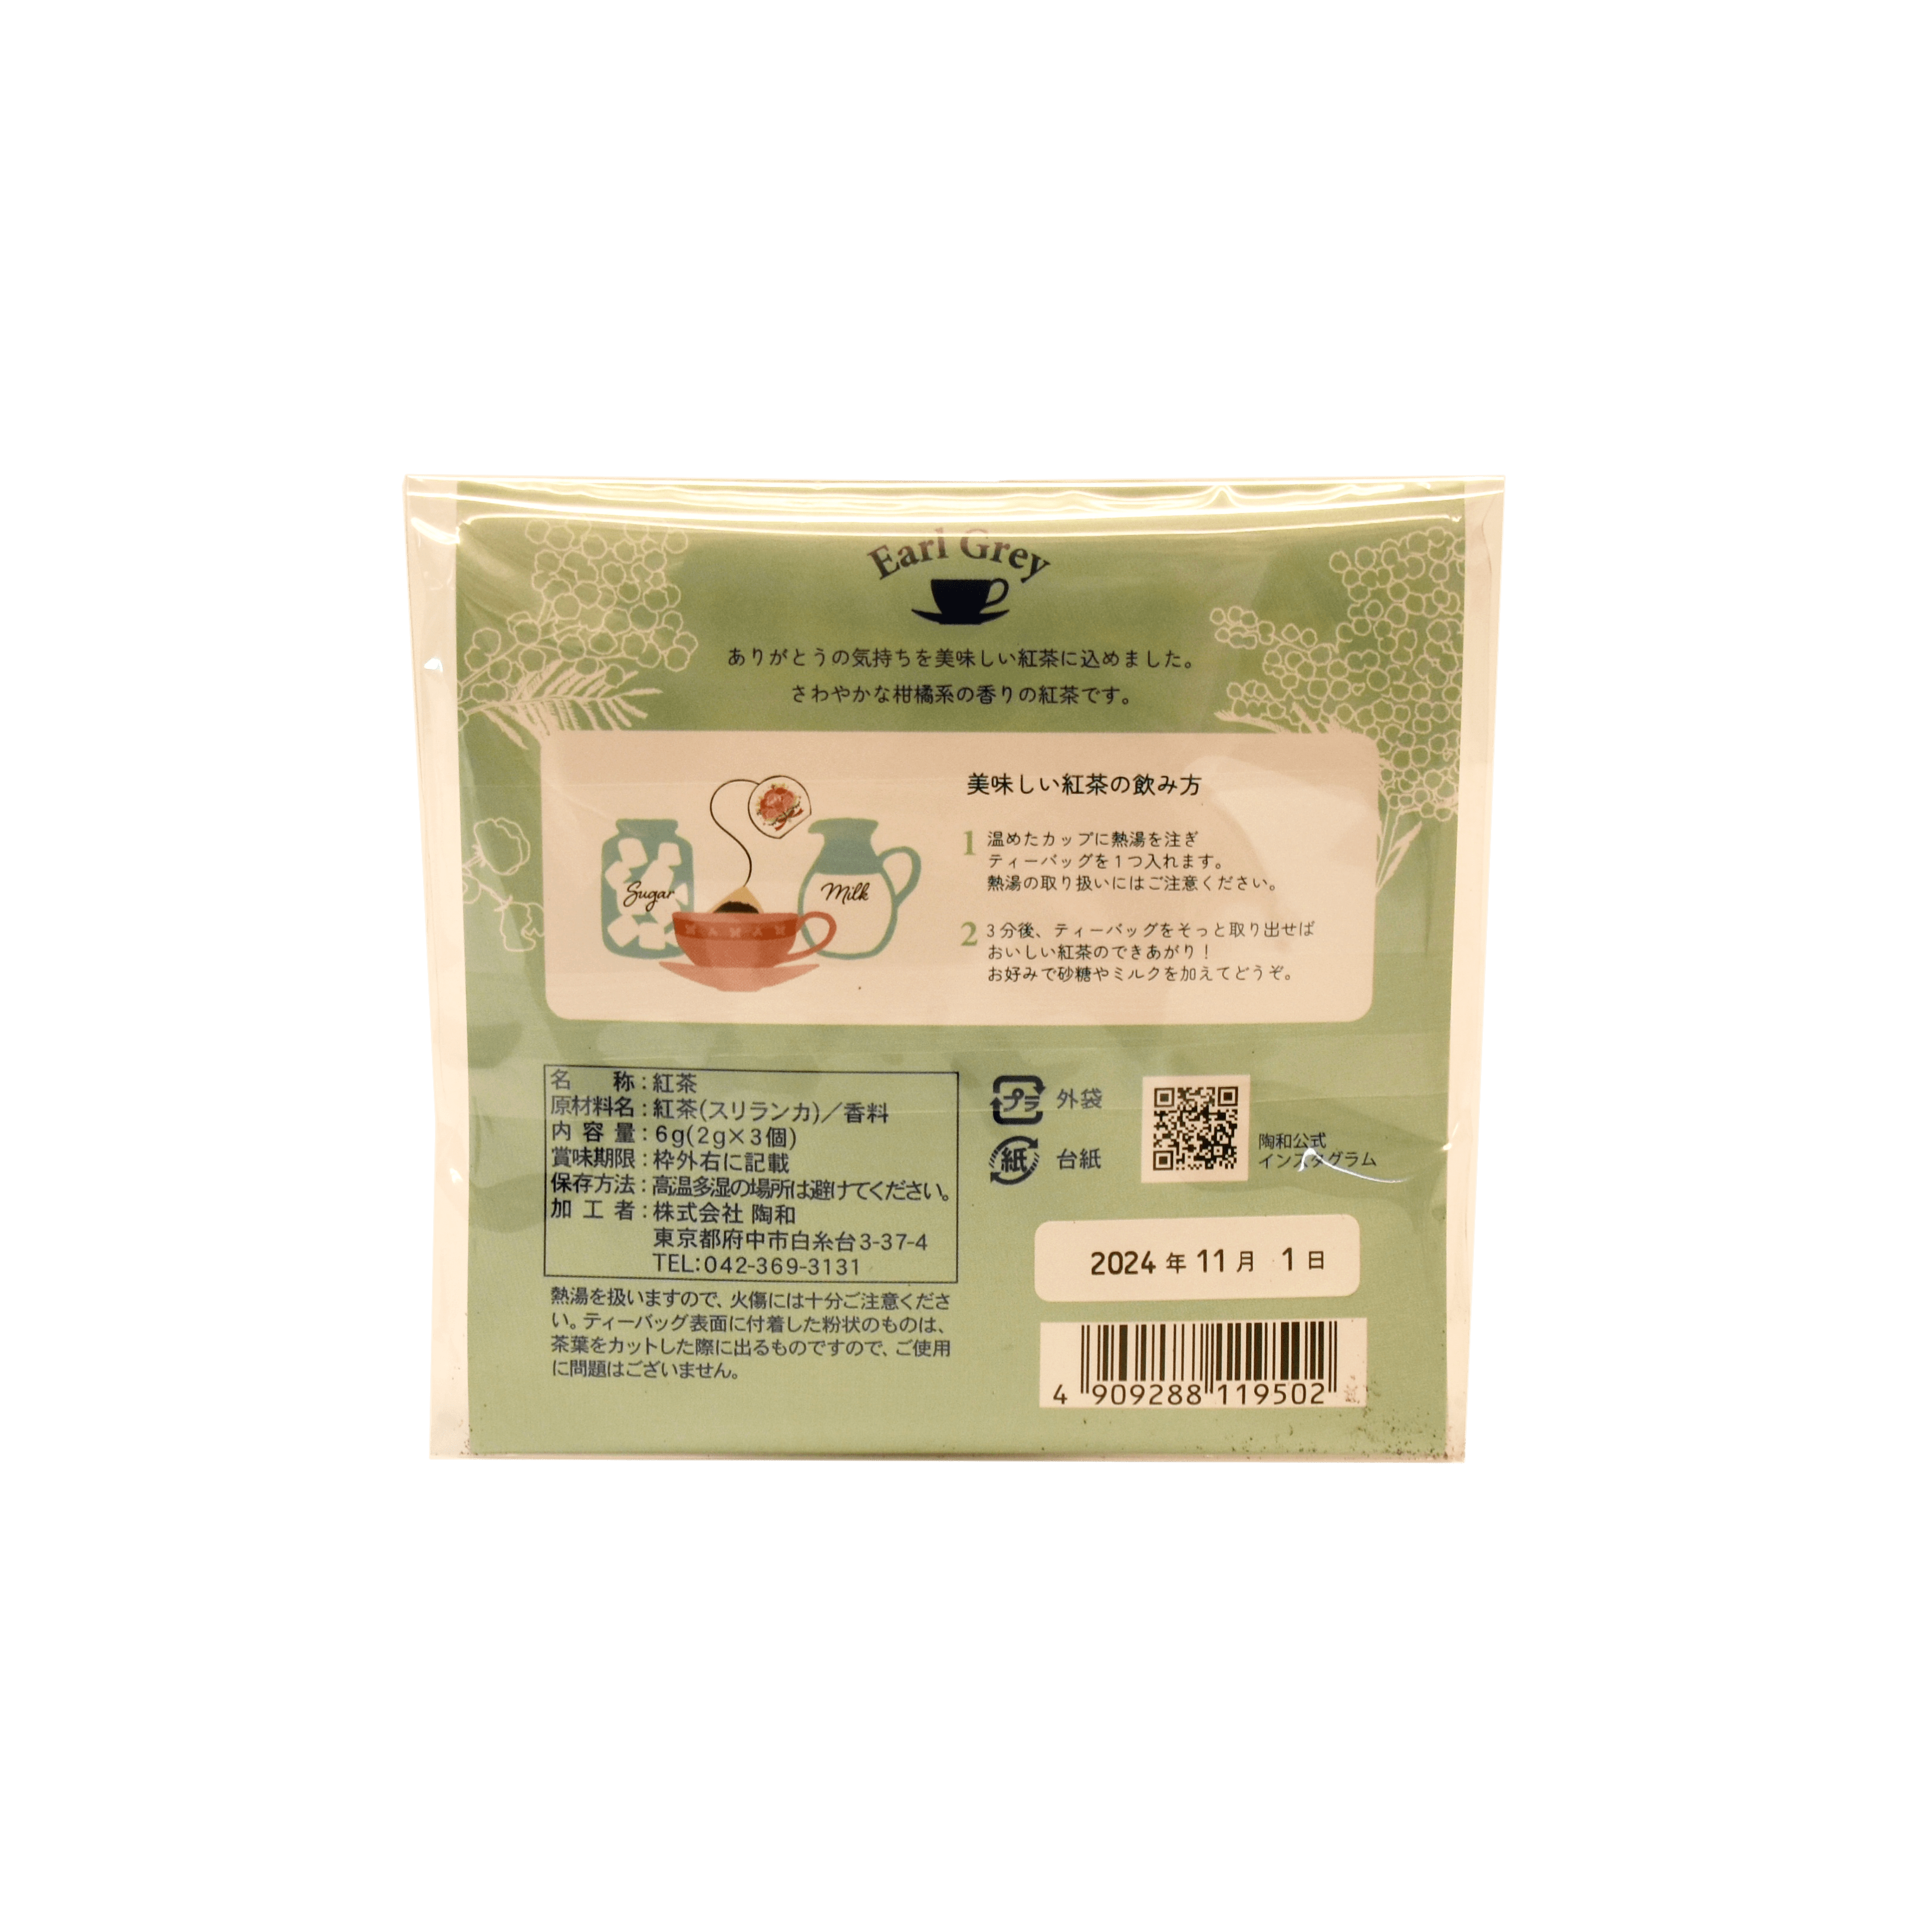 Earl Grey
ありがとうの気持ちを美味しい紅茶に込めました。
さわやかな柑橘系の香りの紅茶です。
Sugar
Milk
美味しい紅茶の飲み方
1 温めたカップに熱湯を注ぎ
ティーバッグを1つ入れます。
熱湯の取り扱いにはご注意ください。
2 3分後、ティーバッグをそっと取り出せば
おいしい紅茶のできあがり！
お好みで砂糖やミルクを加えてどうぞ。
名称：紅茶
原材料名：紅茶(スリランカ)／香料
内容量：6g(2g×3個)
賞味期限：枠外右に記載
保存方法：高温多湿の場所は避けてください。
加工者：株式会社 陶和
東京都府中市白糸台3-37-4
TEL：042-369-3131
熱湯を扱いますので、火傷には十分ご注意くださ
い。ティーバッグ表面に付着した粉状のものは、
茶葉をカットした際に出るものですので、ご使用
に問題はございません。
プラ 外袋
紙 台紙
陶和公式
インスタグラム
2024 年 11 月 1 日
4 909288 119502